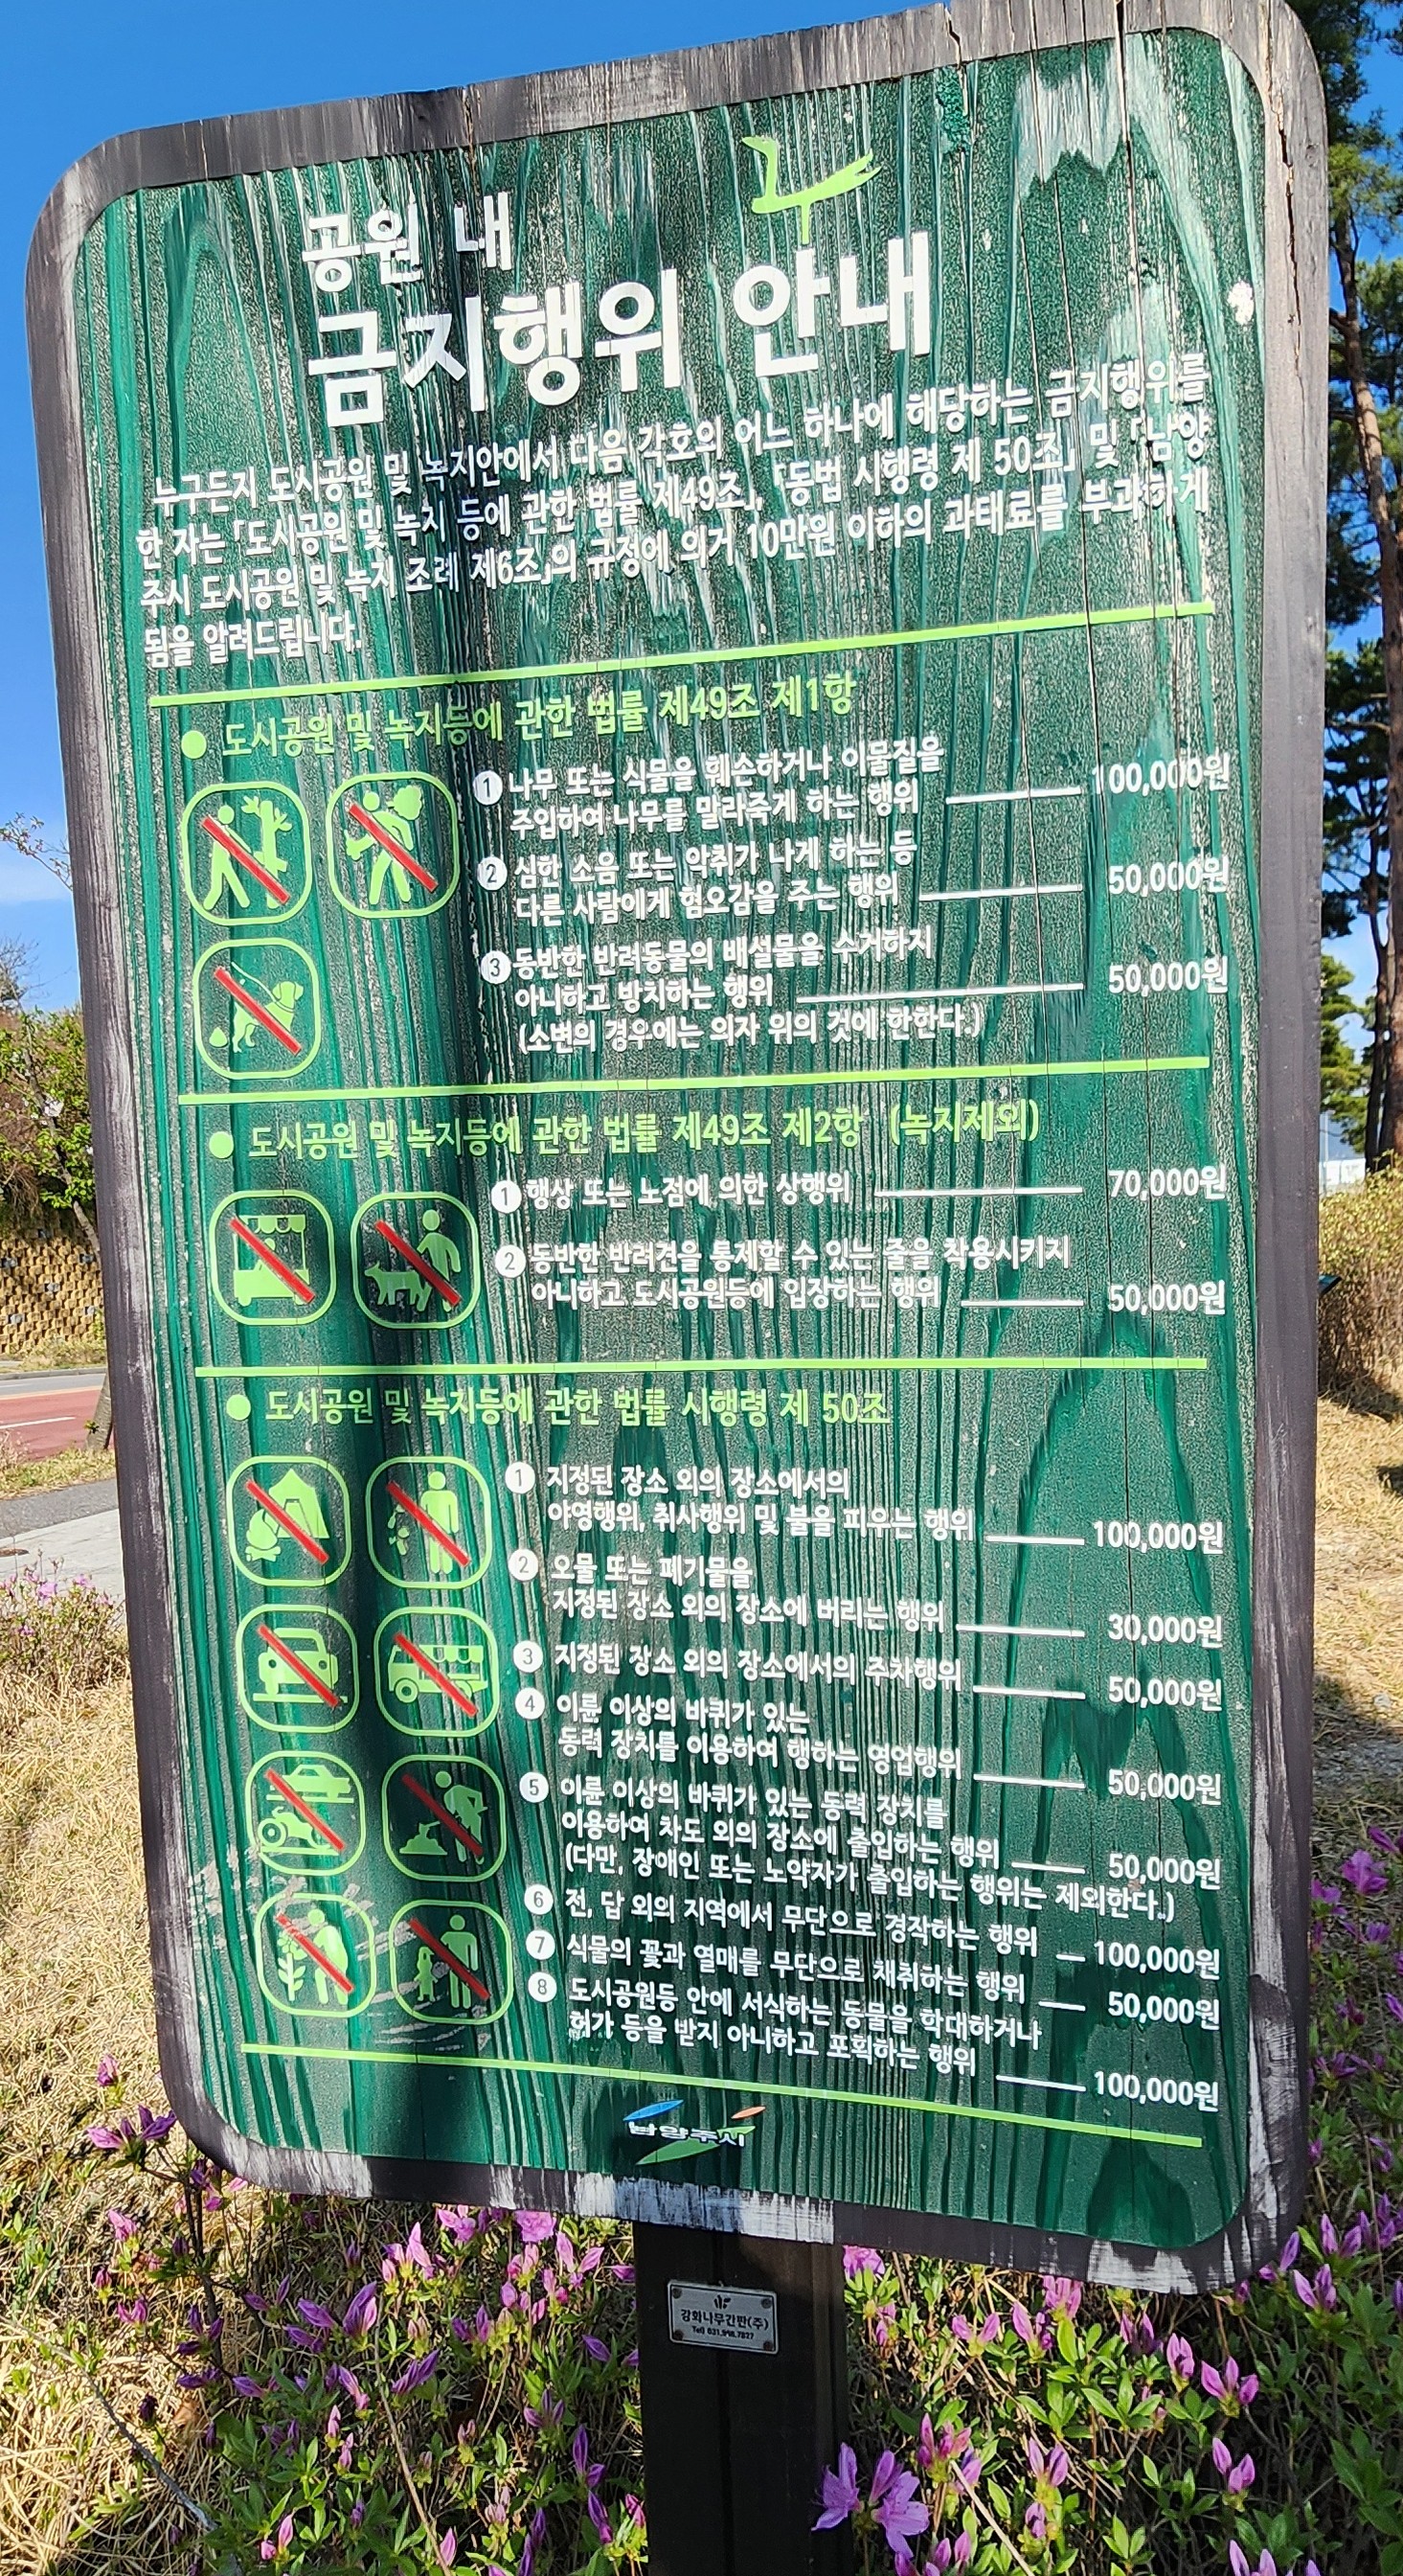 공원 내
금지행위 안내
누구든지 도시공원 및 녹지안에서 다음 각호의 어느 하나에 해당하는 금지행위를
한 자는 「도시공원 및 녹지 등에 관한 법률 제49조」, 「동법 시행령 제 50조」 및 「남양
주시 도시공원 및 녹지 조례 제6조」의 규정에 의거 10만원 이하의 과태료를 부과하게
됨을 알려드립니다.
● 도시공원 및 녹지등에 관한 법률 제49조 제1항
1 나무 또는 식물을 훼손하거나 이물질을
주입하여 나무를 말라죽게 하는 행위 100,000원
2 심한 소음 또는 악취가 나게 하는 등
다른 사람에게 혐오감을 주는 행위 50,000원
3 동반한 반려동물의 배설물을 수거하지
아니하고 방치하는 행위 50,000원
(소변의 경우에는 의자 위의 것에 한한다.)
● 도시공원 및 녹지등에 관한 법률 제49조 제2항 (녹지제외)
1 행상 또는 노점에 의한 상행위 70,000원
2 동반한 반려견을 통제할 수 있는 줄을 착용시키지
아니하고 도시공원등에 입장하는 행위 50,000원
● 도시공원 및 녹지등에 관한 법률 시행령 제 50조
1 지정된 장소 외의 장소에서의
야영행위, 취사행위 및 불을 피우는 행위 100,000원
2 오물 또는 폐기물을
지정된 장소 외의 장소에 버리는 행위 30,000원
3 지정된 장소 외의 장소에서의 주차행위 50,000원
4 이륜 이상의 바퀴가 있는
동력 장치를 이용하여 행하는 영업행위 50,000원
5 이륜 이상의 바퀴가 있는 동력 장치를
이용하여 차도 외의 장소에 출입하는 행위 50,000원
(다만, 장애인 또는 노약자가 출입하는 행위는 제외한다.)
6 전, 답 외의 지역에서 무단으로 경작하는 행위 100,000원
7 식물의 꽃과 열매를 무단으로 채취하는 행위 50,000원
8 도시공원등 안에 서식하는 동물을 학대하거나
허가 등을 받지 아니하고 포획하는 행위 100,000원
남양주시
강화나무간판(주)